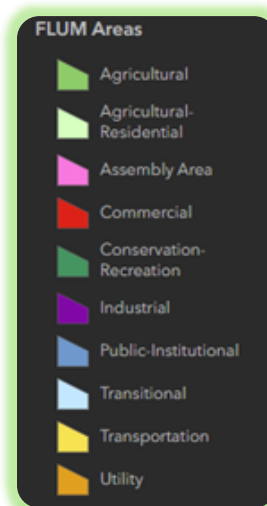 FLUM Areas
Agricultural
Agricultural-
Residential
Assembly Area
Commercial
Conservation-
Recreation
Industrial
Public-Institutional
Transitional
Transportation
Utility